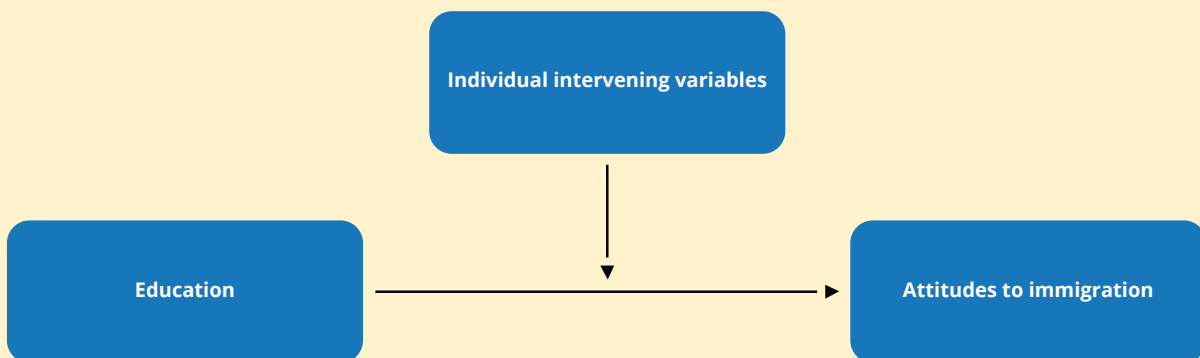 Individual intervening variables
Education
Attitudes to immigration